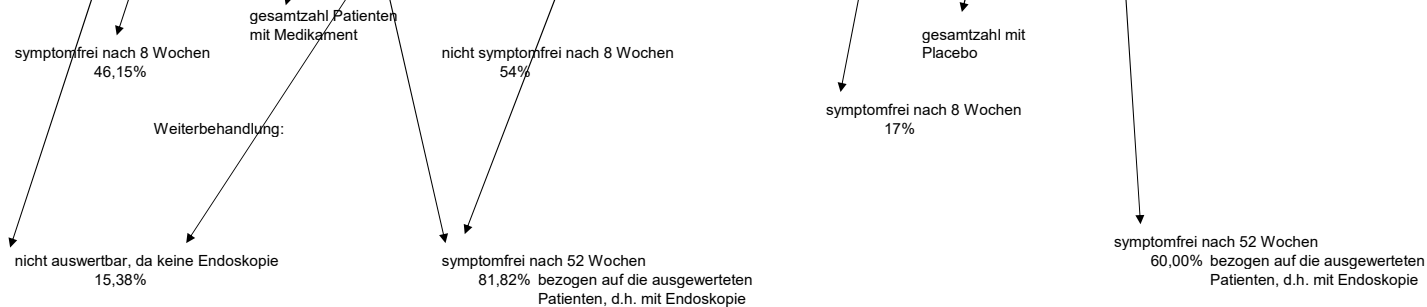 gesamtzahl Patienten
mit Medikament
symptomfrei nach 8 Wochen
46,15%
nicht symptomfrei nach 8 Wochen
54%
gesamtzahl mit
Placebo
symptomfrei nach 8 Wochen
17%
Weiterbehandlung:
nicht auswertbar, da keine Endoskopie
15,38%
symptomfrei nach 52 Wochen
81,82% bezogen auf die ausgewerteten
Patienten, d.h. mit Endoskopie
symptomfrei nach 52 Wochen
60,00% bezogen auf die ausgewerteten
Patienten, d.h. mit Endoskopie